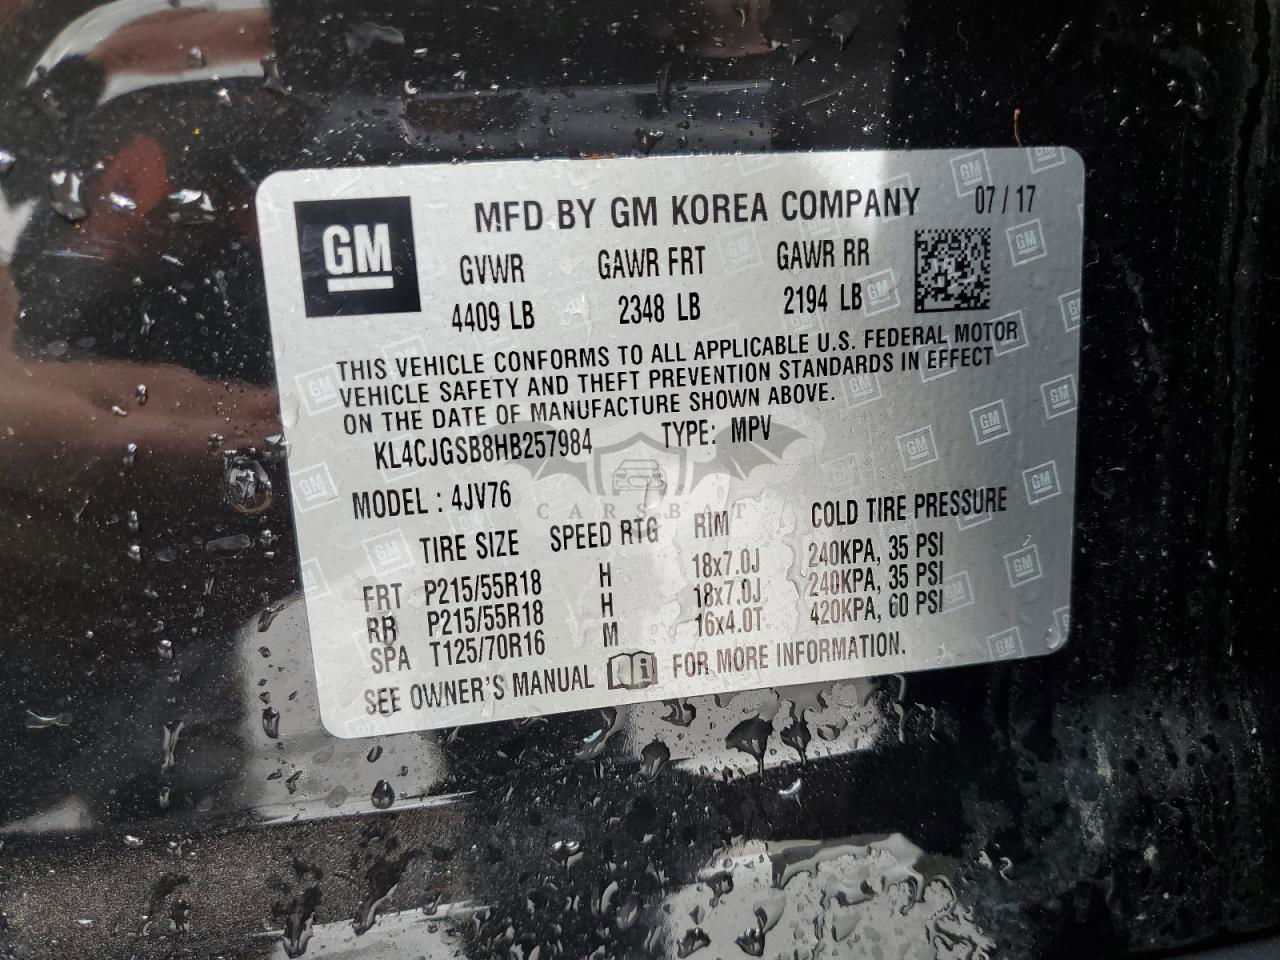 GM
MFD BY GM KOREA COMPANY 07/17
GVWR GAWR FRT GAWR RR
4409 LB 2348 LB 2194 LB
THIS VEHICLE CONFORMS TO ALL APPLICABLE U.S. FEDERAL MOTOR
VEHICLE SAFETY AND THEFT PREVENTION STANDARDS IN EFFECT
ON THE DATE OF MANUFACTURE SHOWN ABOVE.
KL4CJGSB8HB257984 TYPE: MPV
MODEL : 4JV76
CARSBAT
TIRE SIZE SPEED RTG RIM COLD TIRE PRESSURE
FRT P215/55R18 H 18x7.0J 240KPA, 35 PSI
RR P215/55R18 H 18x7.0J 240KPA, 35 PSI
SPA T125/70R16 M 16x4.0T 420KPA, 60 PSI
SEE OWNER'S MANUAL i FOR MORE INFORMATION.